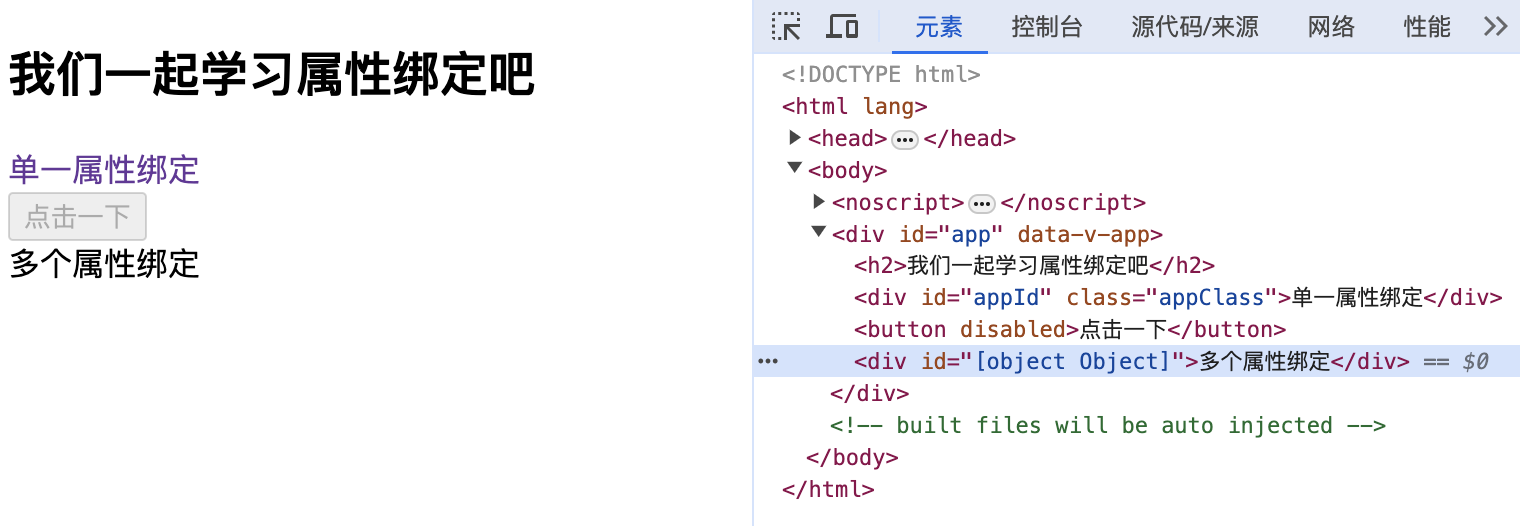 我们一起学习属性绑定吧
单一属性绑定
点击一下
多个属性绑定
元素 控制台 源代码/来源 网络 性能
<!DOCTYPE html>
<html lang>
<head> ••• </head>
<body>
<noscript> ••• </noscript>
<div id="app" data-v-app>
<h2>我们一起学习属性绑定吧</h2>
<div id="appId" class="appClass">单一属性绑定</div>
<button disabled>点击一下</button>
••• <div id="[object Object]">多个属性绑定</div> == $0
</div>
<!-- built files will be auto injected -->
</body>
</html>